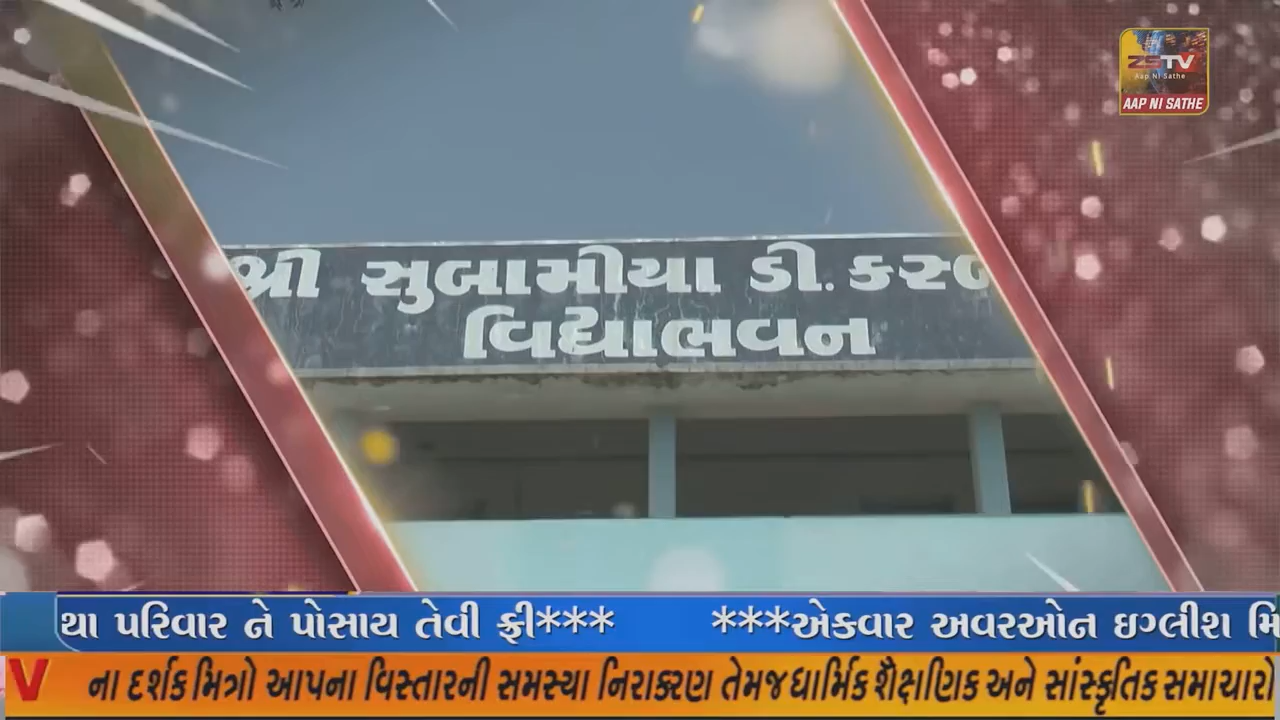 ZSTV
Aap Ni Sathe
AAP NI SATHE
શ્રી સુબામીયા ડી. કરબ
વિદ્યાભવન
થા પરિવાર ને પોસાય તેવી ફી*** ***એકવાર અવરઓન ઇગ્લીશ મિ
V ના દર્શક મિત્રો આપના વિસ્તારની સમસ્યા નિરાકરણ તેમજ ધાર્મિક શૈક્ષણિક અને સાંસ્કૃતિક સમાચારો